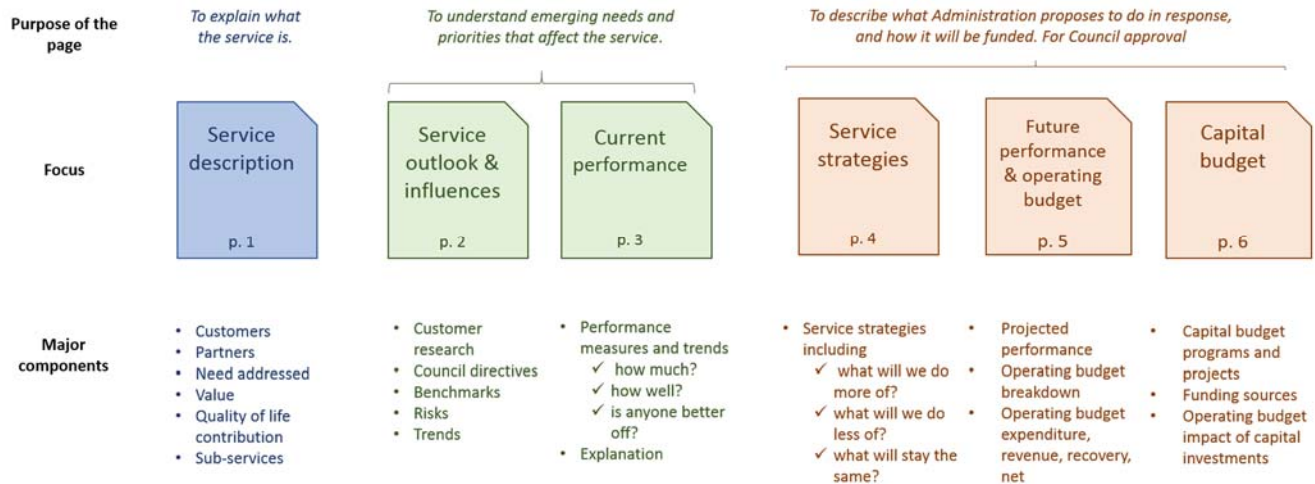 Purpose of the
page
To explain what
the service is.
To understand emerging needs and
priorities that affect the service.
To describe what Administration proposes to do in response,
and how it will be funded. For Council approval
Focus
Service
description
p. 1
Service
outlook &
influences
p. 2
Current
performance
p. 3
Service
strategies
p. 4
Future
performance
& operating
budget
p. 5
Capital
budget
p. 6
Major
components
• Customers
• Partners
• Need addressed
• Value
• Quality of life
contribution
• Sub-services
• Customer
research
• Council directives
• Benchmarks
• Risks
• Trends
• Performance
measures and trends
✓ how much?
✓ how well?
✓ is anyone better
off?
• Explanation
• Service strategies
including
✓ what will we do
more of?
✓ what will we do
less of?
✓ what will stay the
same?
• Projected
performance
• Operating budget
breakdown
• Operating budget
expenditure,
revenue, recovery,
net
• Capital budget
programs and
projects
• Funding sources
• Operating budget
impact of capital
investments